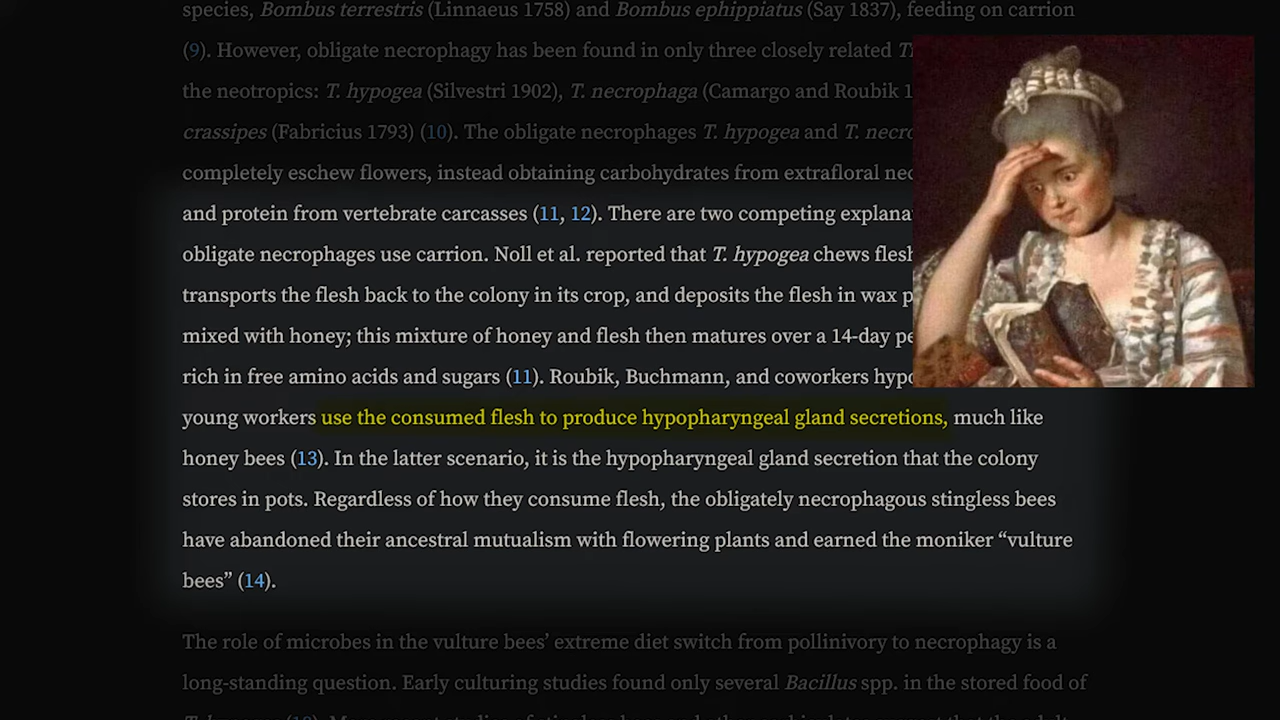 species, Bombus terrestris (Linnaeus 1758) and Bombus ephippiatus (Say 1837), feeding on carrion
(9). However, obligate necrophagy has been found in only three closely related
the neotropics: T. hypogea (Silvestri 1902), T. necrophaga (Camargo and Roubik
crassipes (Fabricius 1793) (10). The obligate necrophages T. hypogea and T.
completely eschew flowers, instead obtaining carbohydrates from extrafloral
and protein from vertebrate carcasses (11, 12). There are two competing
obligate necrophages use carrion. Noll et al. reported that T. hypogea chews
transports the flesh back to the colony in its crop, and deposits the flesh in wax
mixed with honey; this mixture of honey and flesh then matures over a 14-day
rich in free amino acids and sugars (11). Roubik, Buchmann, and coworkers
young workers use the consumed flesh to produce hypopharyngeal gland secretions, much like
honey bees (13). In the latter scenario, it is the hypopharyngeal gland secretion that the colony
stores in pots. Regardless of how they consume flesh, the obligately necrophagous stingless bees
have abandoned their ancestral mutualism with flowering plants and earned the moniker “vulture
bees” (14).
The role of microbes in the vulture bees’ extreme diet switch from pollinivory to necrophagy is a
long-standing question. Early culturing studies found only several Bacillus spp. in the stored food of